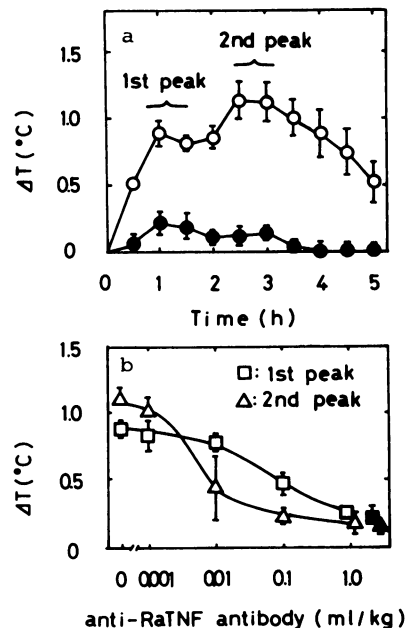 a
2nd peak
1st peak
1.5
1.0
0.5
0
ΔT(°C)
0 1 2 3 4 5
Time (h)
b
□: 1st peak
△: 2nd peak
1.5
1.0
0.5
0
ΔT(°C)
0 0.001 0.01 0.1 1.0
anti-RaTNF antibody (ml/kg)